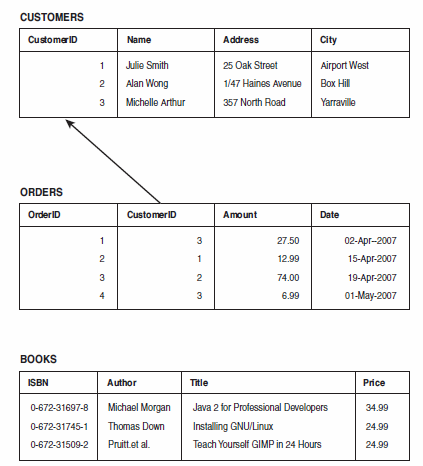 CUSTOMERS
CustomerID Name Address City
1 Julie Smith 25 Oak Street Airport West
2 Alan Wong 1/47 Haines Avenue Box Hill
3 Michelle Arthur 357 North Road Yarraville
ORDERS
OrderID CustomerID Amount Date
1 3 27.50 02-Apr--2007
2 1 12.99 15-Apr-2007
3 2 74.00 19-Apr-2007
4 3 6.99 01-May-2007
BOOKS
ISBN Author Title Price
0-672-31697-8 Michael Morgan Java 2 for Professional Developers 34.99
0-672-31745-1 Thomas Down Installing GNU/Linux 24.99
0-672-31509-2 Pruitt.et al. Teach Yourself GIMP in 24 Hours 24.99